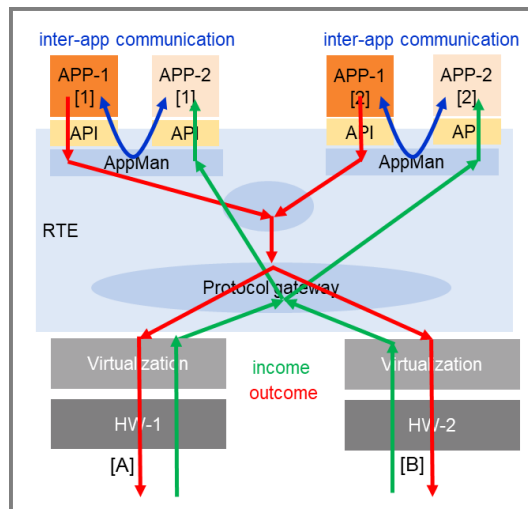 inter-app communication
inter-app communication
APP-1
[1]
APP-2
[1]
APP-1
[2]
APP-2
[2]
API
API
API
API
AppMan
AppMan
RTE
Protocol gateway
Virtualization
Virtualization
income
outcome
HW-1
HW-2
[A]
[B]